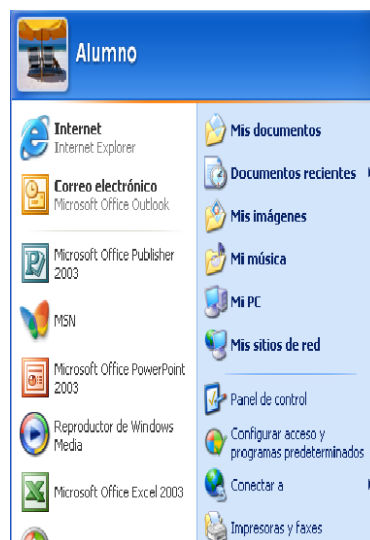 Alumno
Internet
Internet Explorer
Correo electrónico
Microsoft Office Outlook
Microsoft Office Publisher
2003
MSN
Microsoft Office PowerPoint
2003
Reproductor de Windows
Media
Microsoft Office Excel 2003
Mis documentos
Documentos recientes
Mis imágenes
Mi música
Mi PC
Mis sitios de red
Panel de control
Configurar acceso y
programas predeterminados
Conectar a
Impresoras y faxes